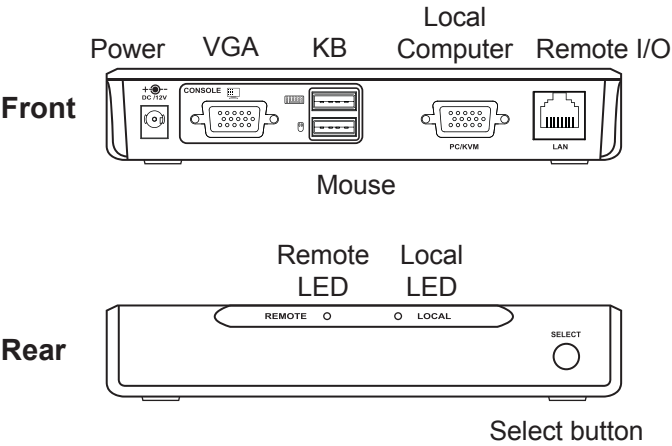 Local
Power VGA KB Computer Remote I/O
Front
+ -
DC /12V
CONSOLE
PC/KVM
LAN
Mouse
Remote Local
LED LED
Rear
REMOTE LOCAL
SELECT
Select button